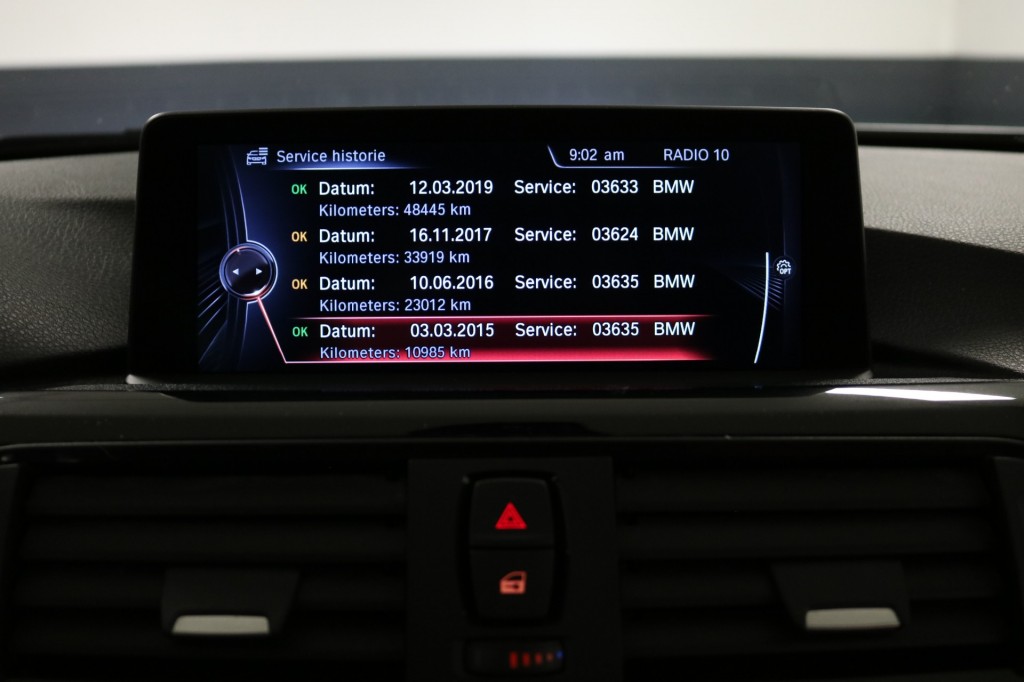 Service historie 9:02 am RADIO 10
OK Datum: 12.03.2019 Service: 03633 BMW
Kilometers: 48445 km
OK Datum: 16.11.2017 Service: 03624 BMW
Kilometers: 33919 km
OK Datum: 10.06.2016 Service: 03635 BMW
OPT
Kilometers: 23012 km
OK Datum: 03.03.2015 Service: 03635 BMW
Kilometers: 10985 km